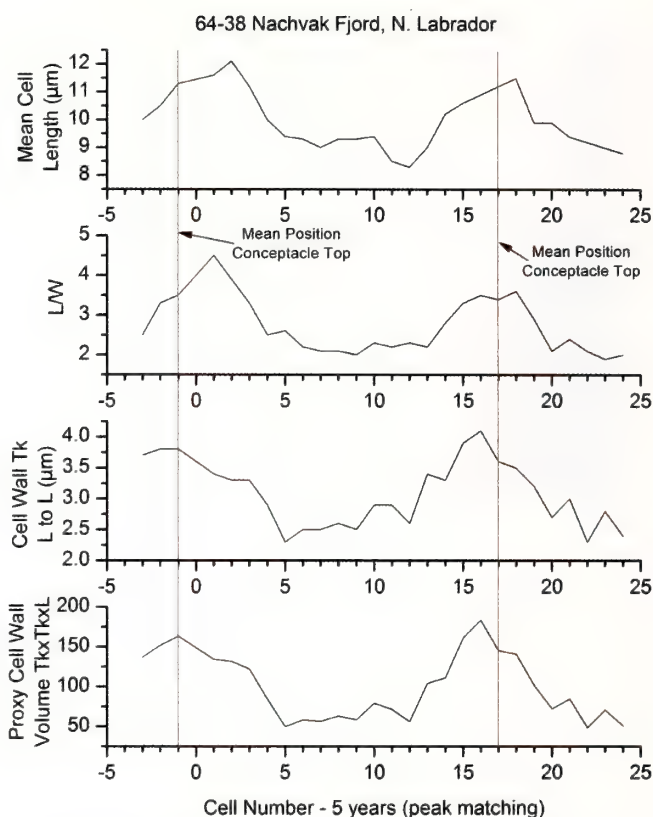 64-38 Nachvak Fjord, N. Labrador
Mean Cell
Length (µm)
12
11
10
9
8
-5 0 5 10 15 20 25
L/W
5
4
3
2
Mean Position
Conceptacle Top
Mean Position
Conceptacle Top
-5 0 5 10 15 20 25
Cell Wall Tk
L to L (µm)
4.0
3.5
3.0
2.5
2.0
-5 0 5 10 15 20 25
Proxy Cell Wall
Volume TkxTkxL
200
150
100
50
-5 0 5 10 15 20 25
Cell Number - 5 years (peak matching)